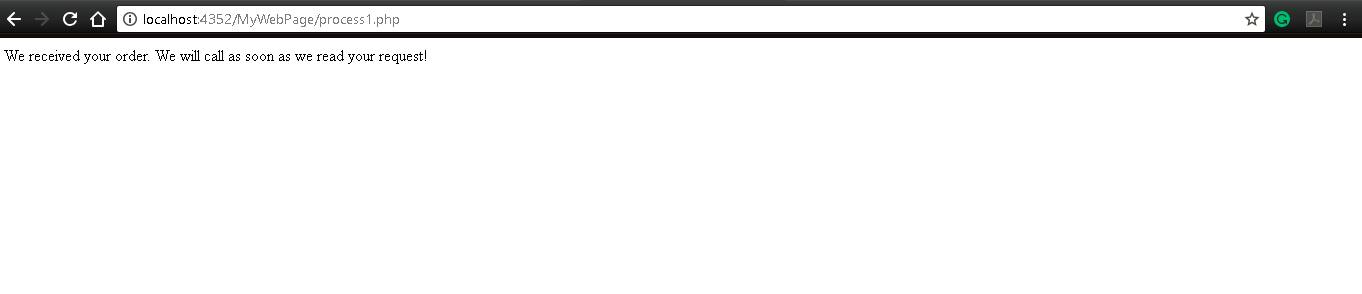 localhost:4352/MyWebPage/process1.php
We received your order. We will call as soon as we read your request!